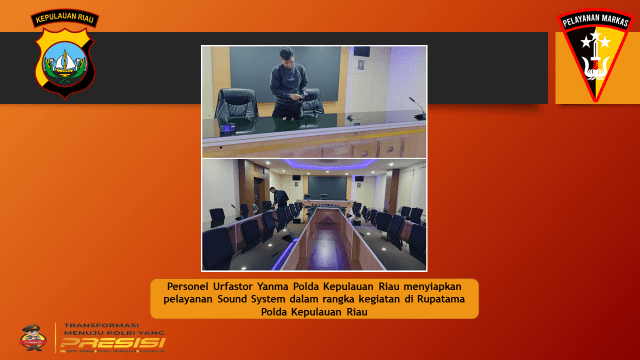 KEPULAUAN RIAU
PELAYANAN MARKAS
Personel Urfastor Yanma Polda Kepulauan Riau menyiapkan
pelayanan Sound System dalam rangka kegiatan di Rupatama
Polda Kepulauan Riau
TRANSFORMASI
MENUJU POLRI YANG
PRESISI